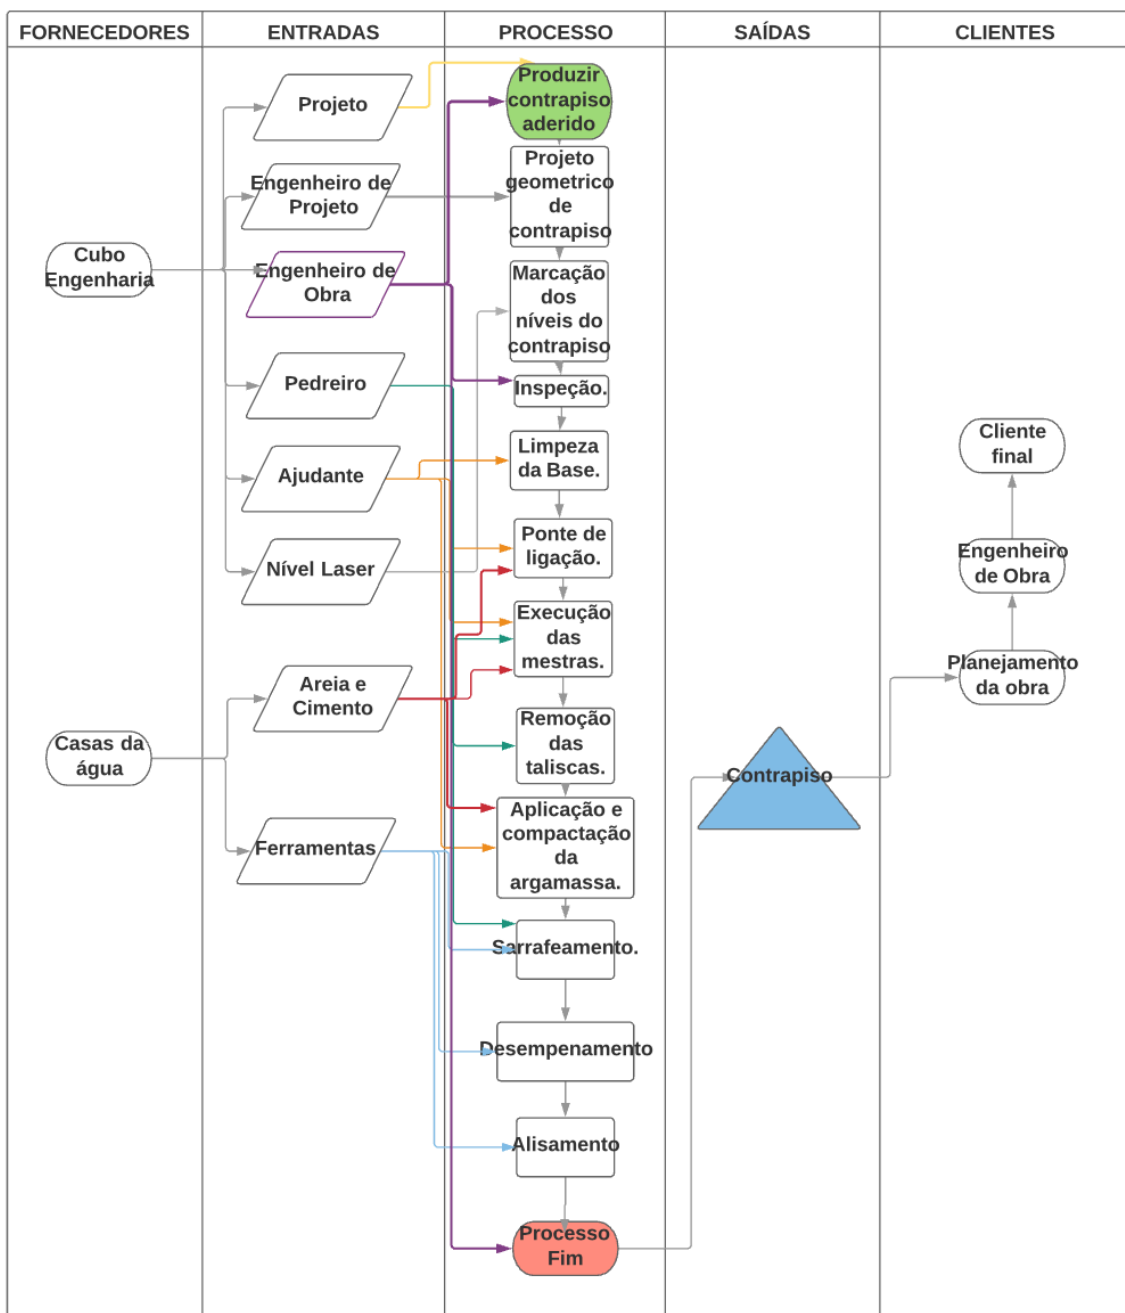 FORNECEDORES
ENTRADAS
PROCESSO
SAÍDAS
CLIENTES
Cubo
Engenharia
Casas da
água
Projeto
Engenheiro de
Projeto
Engenheiro de
Obra
Pedreiro
Ajudante
Nível Laser
Areia e
Cimento
Ferramentas
Produzir
contrapiso
aderido
Projeto
geometrico
de
contrapiso
Marcação
dos
níveis do
contrapiso
Inspeção.
Limpeza
da Base.
Ponte de
ligação.
Execução
das
mestras.
Remoção
das
taliscas.
Aplicação e
compactação
da
argamassa.
Sarrafeamento.
Desempenamento
Alisamento
Processo
Fim
Contrapiso
Cliente
final
Engenheiro
de Obra
Planejamento
da obra